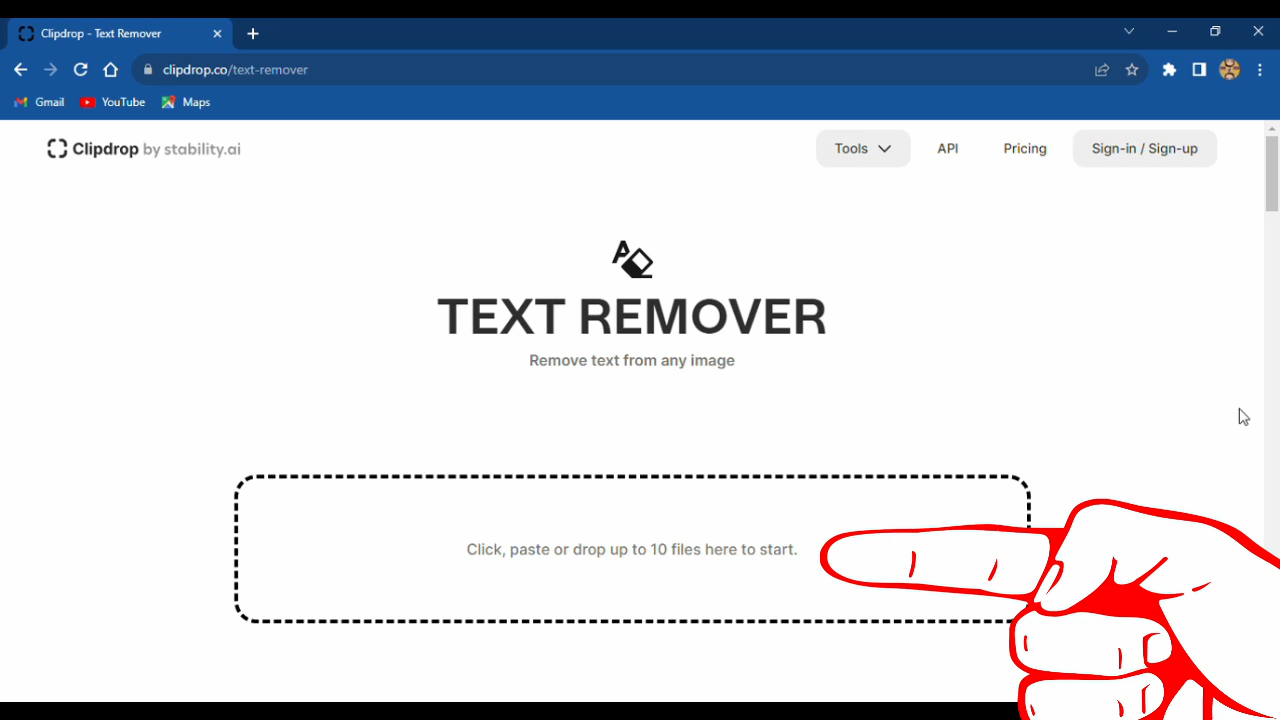 Clipdrop - Text Remover
clipdrop.co/text-remover
Gmail YouTube Maps
Clipdrop by stability.ai Tools API Pricing Sign-in / Sign-up
TEXT REMOVER
Remove text from any image
Click, paste or drop up to 10 files here to start.